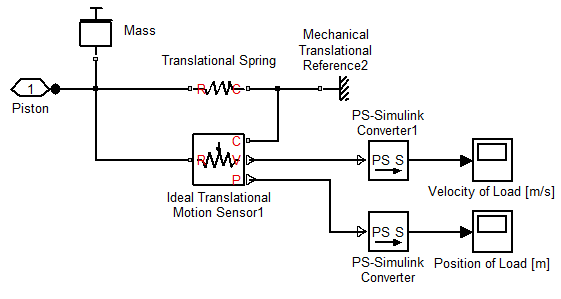 Mass
Translational Spring
Mechanical
Translational
Reference2
1
Piston
R
C
PS-Simulink
Converter1
C
R
V
P
PS S
Velocity of Load [m/s]
Ideal Translational
Motion Sensor1
PS S
PS-Simulink
Converter
Position of Load [m]